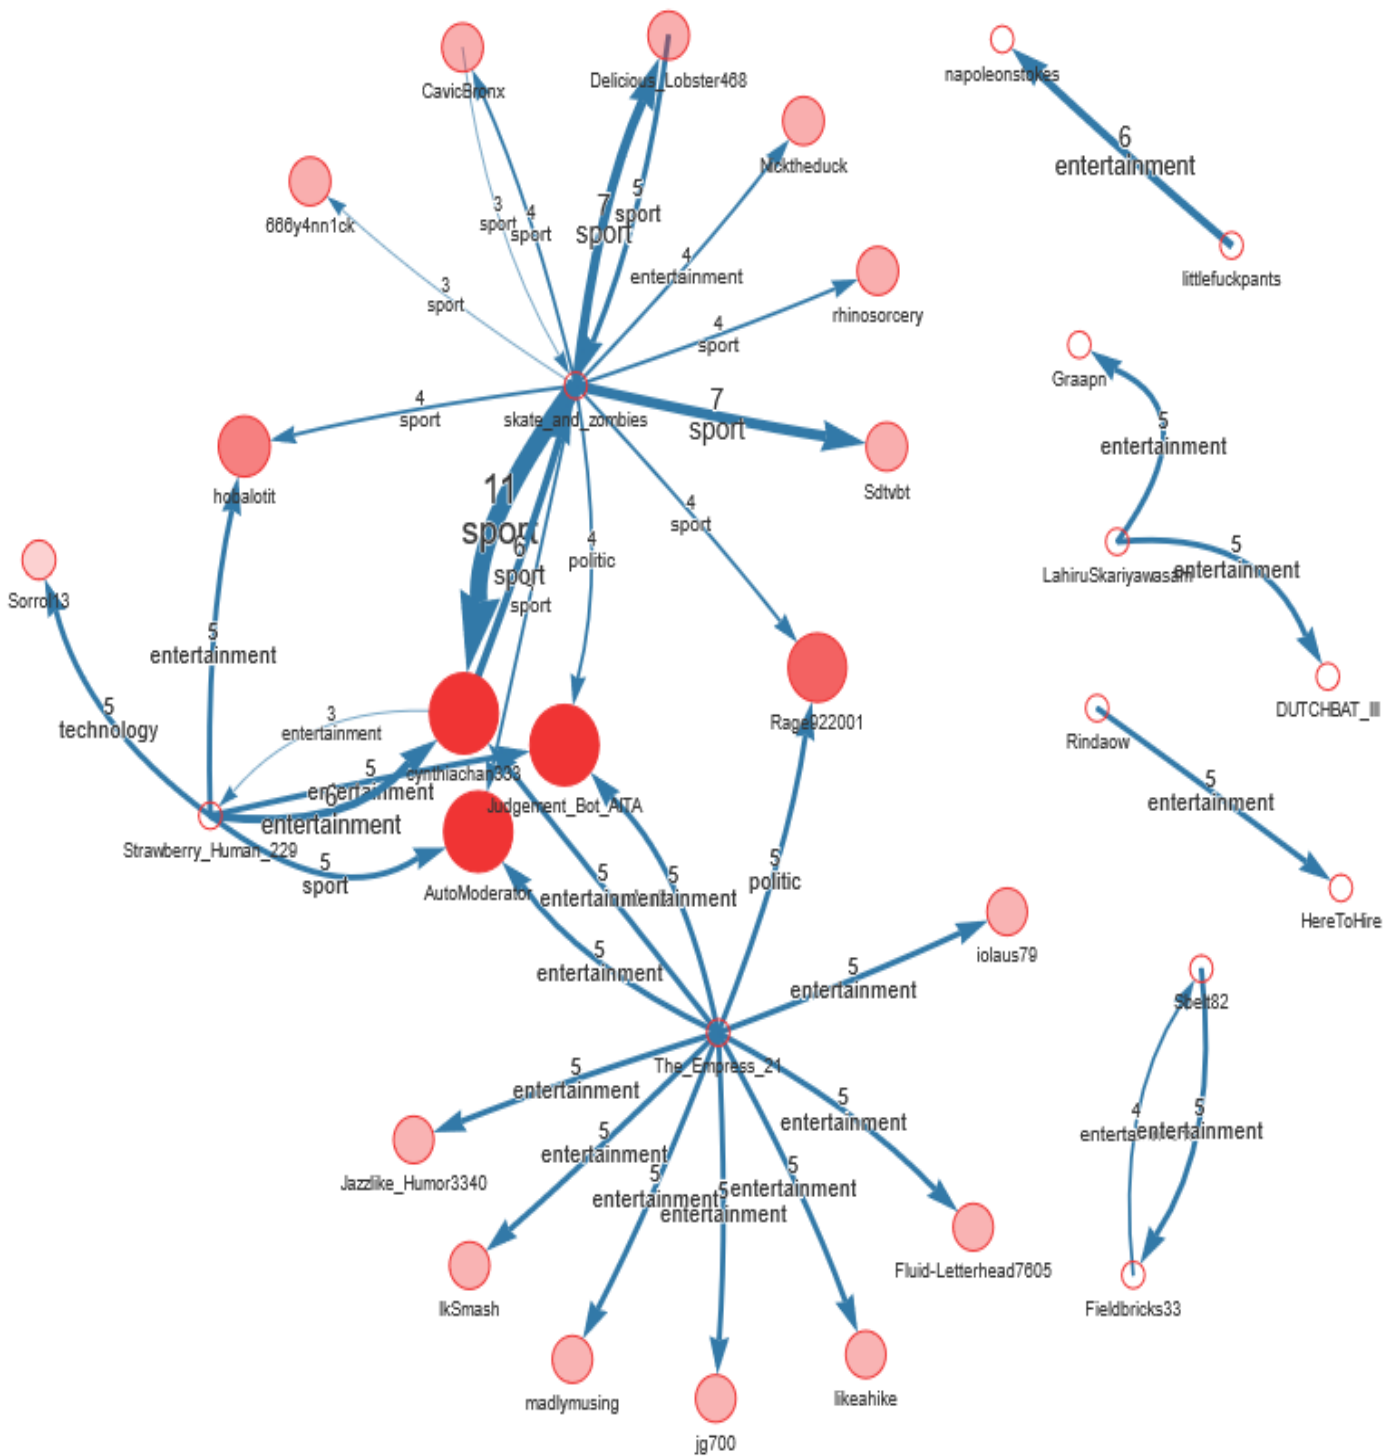 CavicBronx
Delicious_Lobster468
napoleonstokes
Nicktheduck
6
entertainment
666y4nn1ck
3
sport
4
sport
7
sport
5
sport
4
entertainment
littlefuckpants
rhinosorcery
3
sport
4
sport
Graapn
4
sport
skate_and_zombies
7
sport
5
entertainment
hobalotit
Sdtvbt
11
sport
6
sport
sport
4
politic
4
sport
LahiruSkariyawasam
5
entertainment
Sorrol13
5
entertainment
5
technology
3
entertainment
Rage922001
DUTCHBAT_III
Rindaow
cynthiachan333
5
entertainment
6
entertainment
Judgement_Bot_AITA
5
entertainment
Strawberry_Human_229
5
sport
AutoModerator
5
politic
5
entertainment
5
entertainment
5
entertainment
iolaus79
5
entertainment
HereToHire
Sbeit82
The_Empress_21
5
entertainment
5
entertainment
4
5
entertainment
5
entertainment
5
entertainment
5
entertainment
5
entertainment
Jazzlike_Humor3340
Fluid-Letterhead7605
IkSmash
Fieldbricks33
madlymusing
likeahike
jg700